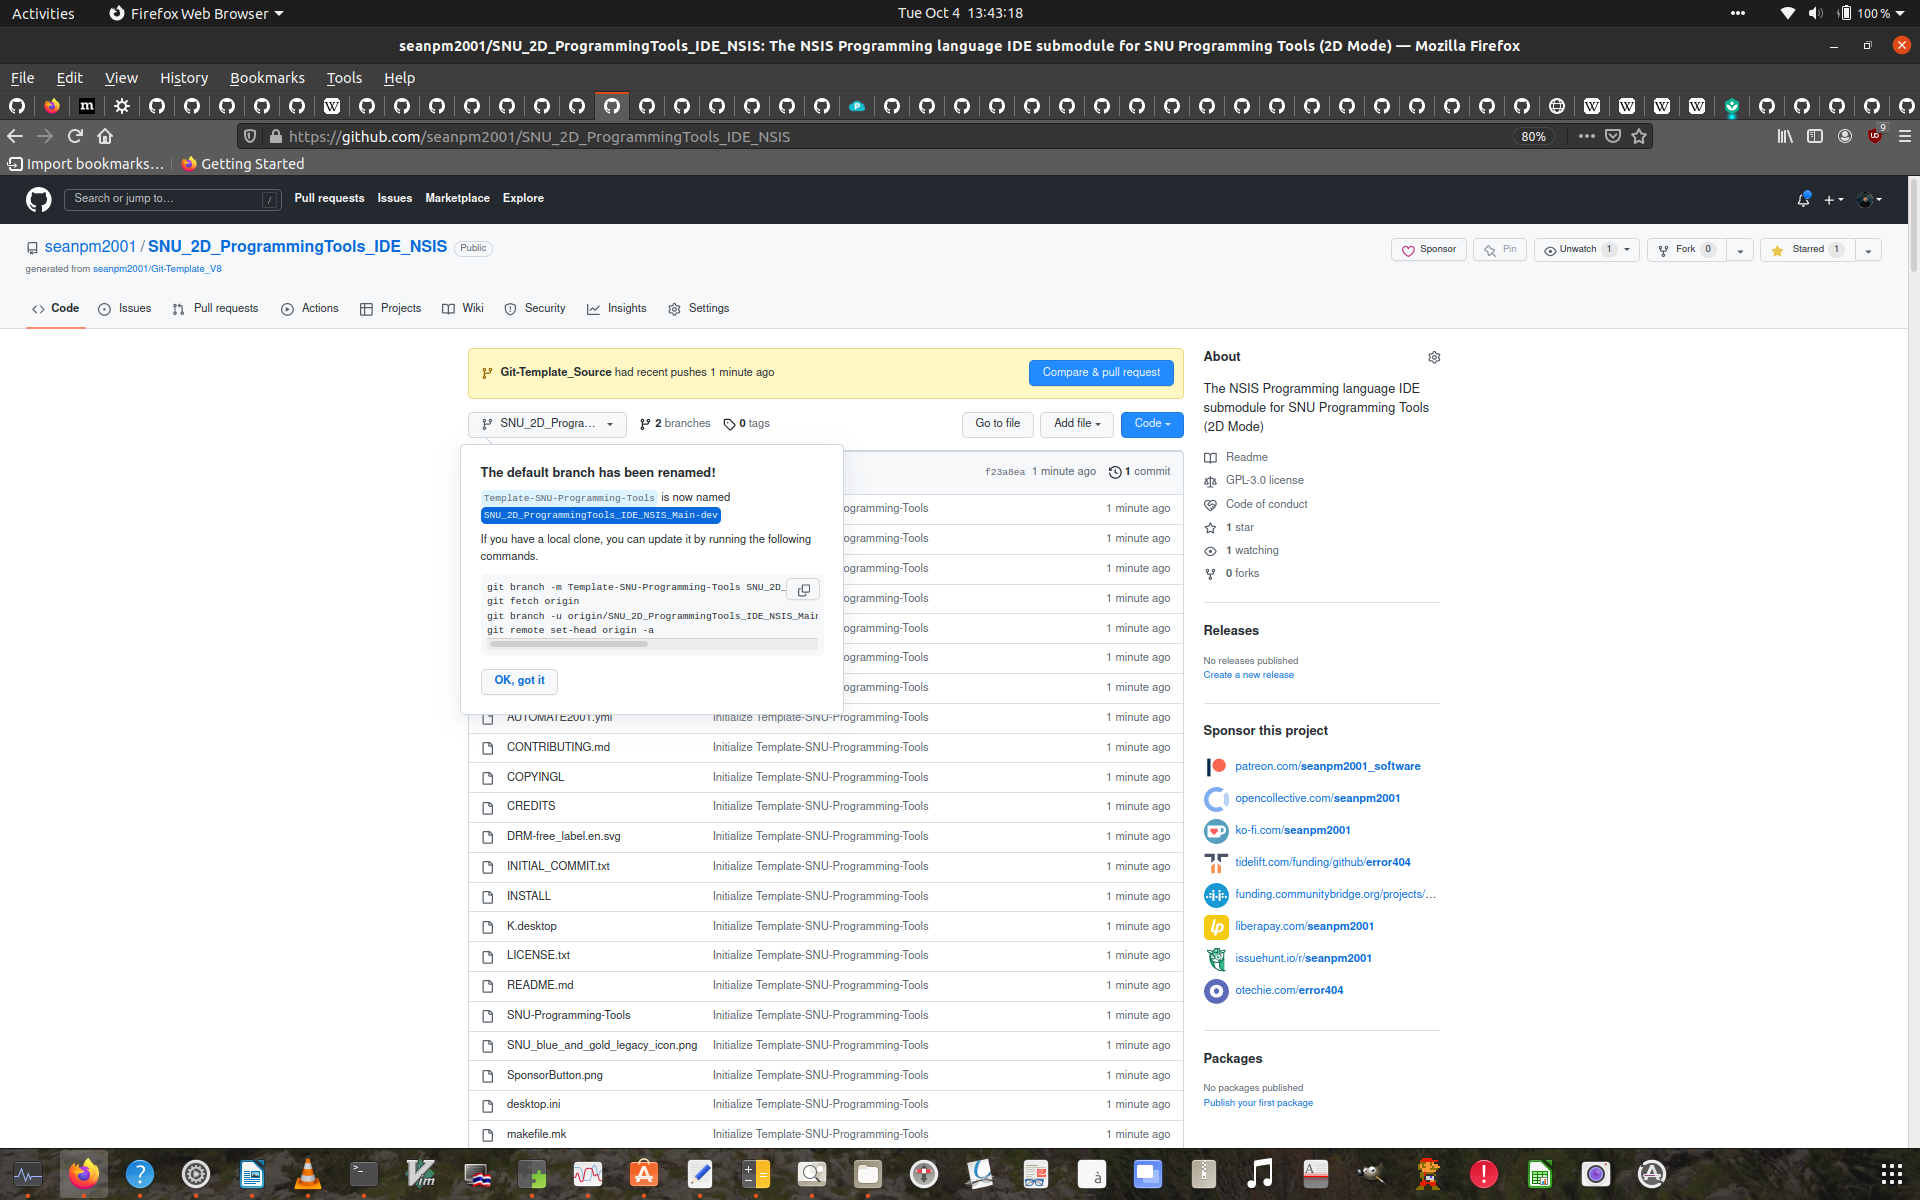 Activities
Firefox Web Browser
Tue Oct 4 13:43:18
100 %
seanpm2001/SNU_2D_ProgrammingTools_IDE_NSIS: The NSIS Programming language IDE submodule for SNU Programming Tools (2D Mode) — Mozilla Firefox
File Edit View History Bookmarks Tools Help
https://github.com/seanpm2001/SNU_2D_ProgrammingTools_IDE_NSIS
80%
9
Import bookmarks…
Getting Started
Search or jump to…
/
Pull requests Issues Marketplace Explore
seanpm2001 / SNU_2D_ProgrammingTools_IDE_NSIS Public
generated from seanpm2001/Git-Template_V8
Sponsor
Pin
Unwatch 1
Fork 0
Starred 1
Code Issues Pull requests Actions Projects Wiki Security Insights Settings
Git-Template_Source had recent pushes 1 minute ago
Compare & pull request
SNU_2D_Progra…
2 branches
0 tags
Go to file
Add file
Code
The default branch has been renamed!
Template-SNU-Programming-Tools is now named
SNU_2D_ProgrammingTools_IDE_NSIS_Main-dev
If you have a local clone, you can update it by running the following
commands.
git branch -m Template-SNU-Programming-Tools SNU_2D_
git fetch origin
git branch -u origin/SNU_2D_ProgrammingTools_IDE_NSIS_Main
git remote set-head origin -a
OK, got it
f23a8ea 1 minute ago 1 commit
ogramming-Tools 1 minute ago
ogramming-Tools 1 minute ago
ogramming-Tools 1 minute ago
ogramming-Tools 1 minute ago
ogramming-Tools 1 minute ago
ogramming-Tools 1 minute ago
ogramming-Tools 1 minute ago
AUTOMATE2001.yml Initialize Template-SNU-Programming-Tools 1 minute ago
CONTRIBUTING.md Initialize Template-SNU-Programming-Tools 1 minute ago
COPYINGL Initialize Template-SNU-Programming-Tools 1 minute ago
CREDITS Initialize Template-SNU-Programming-Tools 1 minute ago
DRM-free_label.en.svg Initialize Template-SNU-Programming-Tools 1 minute ago
INITIAL_COMMIT.txt Initialize Template-SNU-Programming-Tools 1 minute ago
INSTALL Initialize Template-SNU-Programming-Tools 1 minute ago
K.desktop Initialize Template-SNU-Programming-Tools 1 minute ago
LICENSE.txt Initialize Template-SNU-Programming-Tools 1 minute ago
README.md Initialize Template-SNU-Programming-Tools 1 minute ago
SNU-Programming-Tools Initialize Template-SNU-Programming-Tools 1 minute ago
SNU_blue_and_gold_legacy_icon.png Initialize Template-SNU-Programming-Tools 1 minute ago
SponsorButton.png Initialize Template-SNU-Programming-Tools 1 minute ago
desktop.ini Initialize Template-SNU-Programming-Tools 1 minute ago
makefile.mk Initialize Template-SNU-Programming-Tools 1 minute ago
About
The NSIS Programming language IDE
submodule for SNU Programming Tools
(2D Mode)
Readme
GPL-3.0 license
Code of conduct
1 star
1 watching
0 forks
Releases
No releases published
Create a new release
Sponsor this project
patreon.com/seanpm2001_software
opencollective.com/seanpm2001
ko-fi.com/seanpm2001
tidelift.com/funding/github/error404
funding.communitybridge.org/projects/…
liberapay.com/seanpm2001
issuehunt.io/r/seanpm2001
otechie.com/error404
Packages
No packages published
Publish your first package